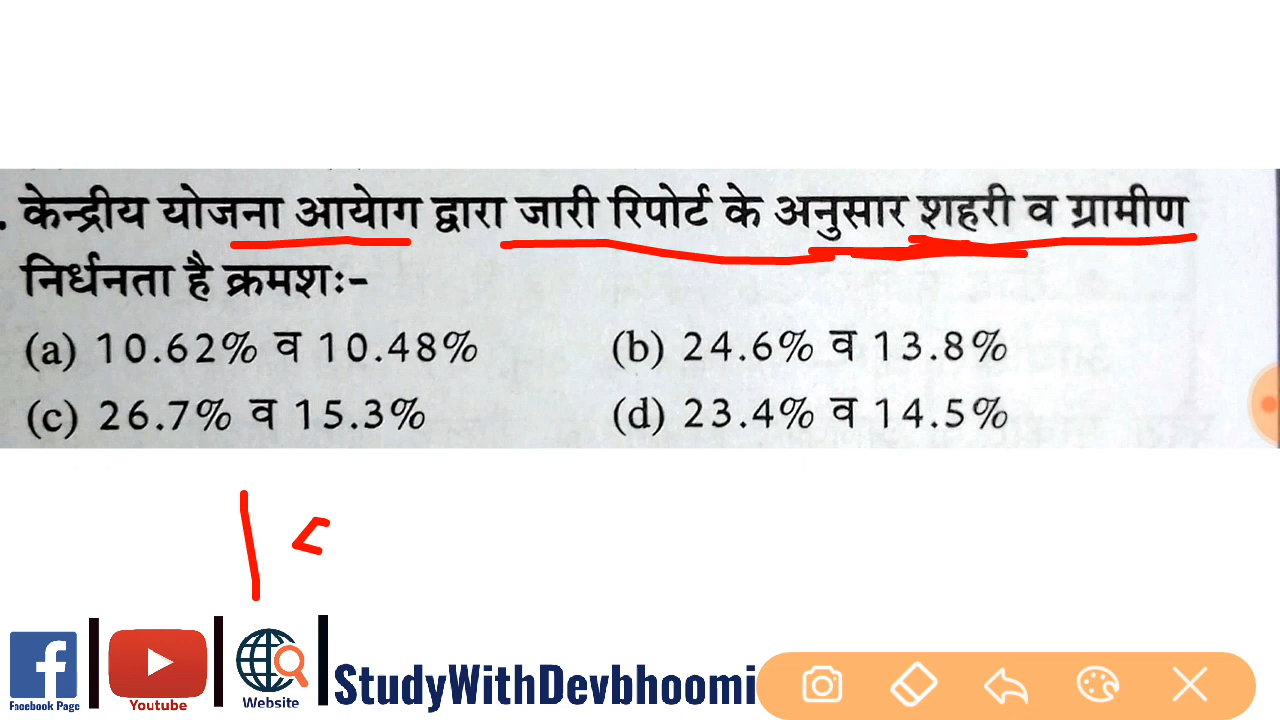 . केन्द्रीय योजना आयेाग द्वारा जारी रिपोर्ट के अनुसार शहरी व ग्रामीण
निर्धनता है क्रमशः-
(a) 10.62% व 10.48% (b) 24.6% व 13.8%
(c) 26.7% व 15.3% (d) 23.4% व 14.5%
Facebook Page Youtube Website StudyWithDevbhoomi